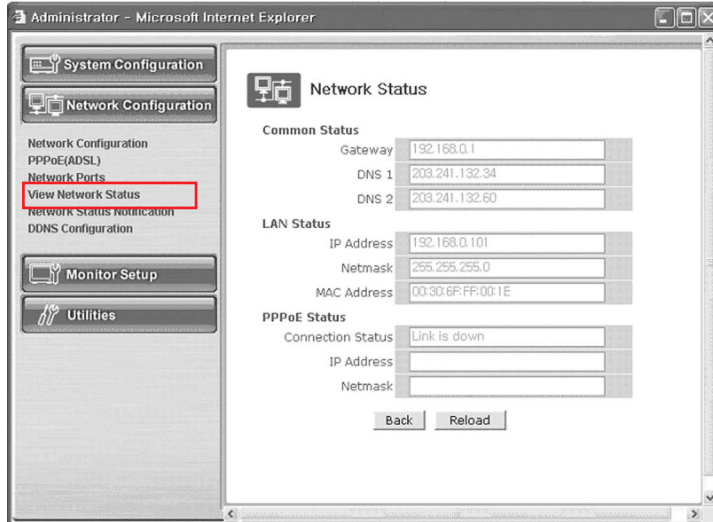 Administrator - Microsoft Internet Explorer
System Configuration
Network Configuration
Network Configuration
PPPoE(ADSL)
Network Ports
View Network Status
Network Status Notification
DDNS Configuration
Monitor Setup
Utilities
Network Status
Common Status
Gateway 192.168.0.1
DNS 1 203.241.132.34
DNS 2 203.241.132.60
LAN Status
IP Address 192.168.0.101
Netmask 255.255.255.0
MAC Address 00:30:6F:FF:00:1E
PPPoE Status
Connection Status Link is down
IP Address
Netmask
Back Reload